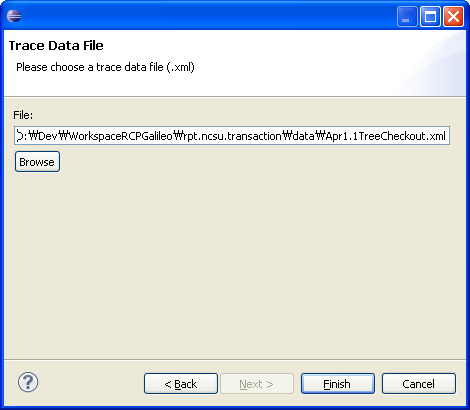 Trace Data File
Please choose a trace data file (.xml)
File:
D:₩Dev₩WorkspaceRCPGalileo₩rpt.ncsu.transaction₩data₩Apr1.1TreeCheckout.xml
Browse
?
< Back
Next >
Finish
Cancel